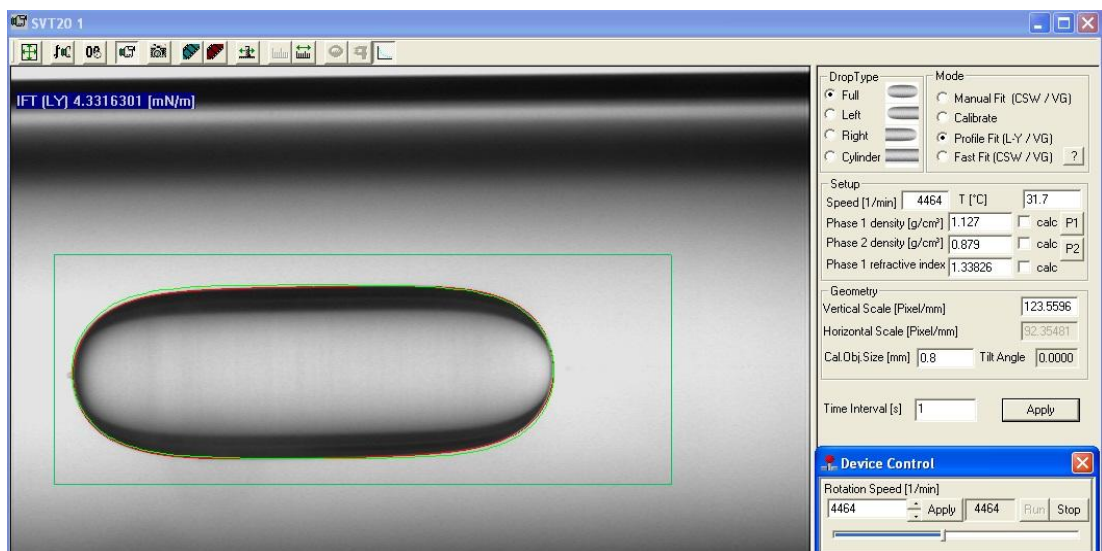 SVT20 1
IFT (LY) 4.3316301 [mN/m]
DropType
Full
Left
Right
Cylinder
Mode
Manual Fit (CSW / VG)
Calibrate
Profile Fit (L-Y / VG)
Fast Fit (CSW / VG) ?
Setup
Speed [1/min] 4464 T [°C] 31.7
Phase 1 density [g/cm³] 1.127 calc P1
Phase 2 density [g/cm³] 0.879 calc P2
Phase 1 refractive index 1.33826 calc
Geometry
Vertical Scale [Pixel/mm] 123.5596
Horizontal Scale [Pixel/mm] 92.35481
Cal.Obj.Size [mm] 0.8 Tilt Angle 0.0000
Time Interval [s] 1 Apply
Device Control
Rotation Speed [1/min]
4464 Apply 4464 Run Stop